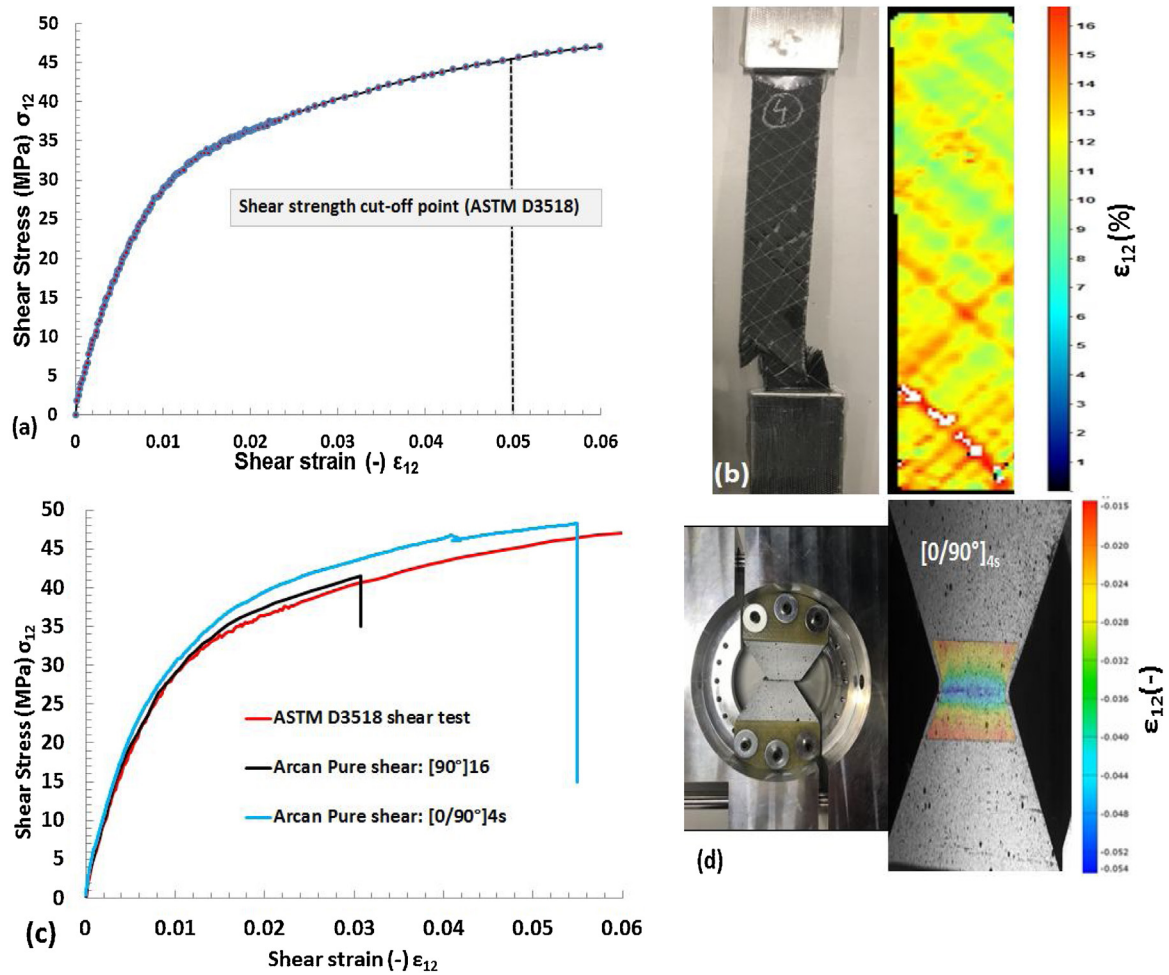 50
45
40
35
30
25
20
15
10
5
0
Shear Stress (MPa) σ12
Shear strength cut-off point (ASTM D3518)
0 0.01 0.02 0.03 0.04 0.05 0.06
Shear strain (-) ε12
(a)
4
(b)
16
15
14
13
12
11
10
9
8
7
6
5
4
3
2
1
ε12 (%)
50
45
40
35
30
25
20
15
10
5
0
Shear Stress (MPa) σ12
ASTM D3518 shear test
Arcan Pure shear: [90°]16
Arcan Pure shear: [0/90°]4s
0 0.01 0.02 0.03 0.04 0.05 0.06
Shear strain (-) ε12
(c)
(d)
[0/90°]4s
-0.015
-0.020
-0.024
-0.028
-0.032
-0.036
-0.040
-0.044
-0.048
-0.054
ε12 (-)